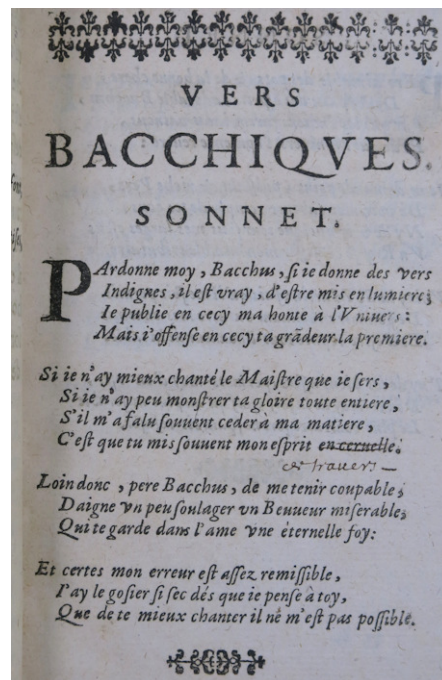 VERS
BACCHIQVES.
SONNET.
PArdonne moy, Bacchus, ſi ie donne des vers
Indignes, il eſt vray, d'eſtre mis en lumiere;
Ie publie en cecy ma honte à l'Vniuers:
Mais i'offenſe en cecy ta grãdeur la premiere.
Si ie n'ay mieux chanté le Maiſtre que ie ſers,
Si ie n'ay peu monſtrer ta gloire toute entiere,
S'il m'a falu ſouuent ceder à ma matiere,
C'eſt que tu mis ſouuent mon eſprit en ceruelle.
de trauers
Loin donc, pere Bacchus, de me tenir coupable;
Daigne vn peu ſoulager vn Beuueur miſerable;
Qui te garde dans l'ame vne éternelle foy:
Et certes mon erreur eſt aſſez remiſſible,
I'ay le goſier ſi ſec dés que ie penſe à toy,
Que de te mieux chanter il ne m'eſt pas poſſible.